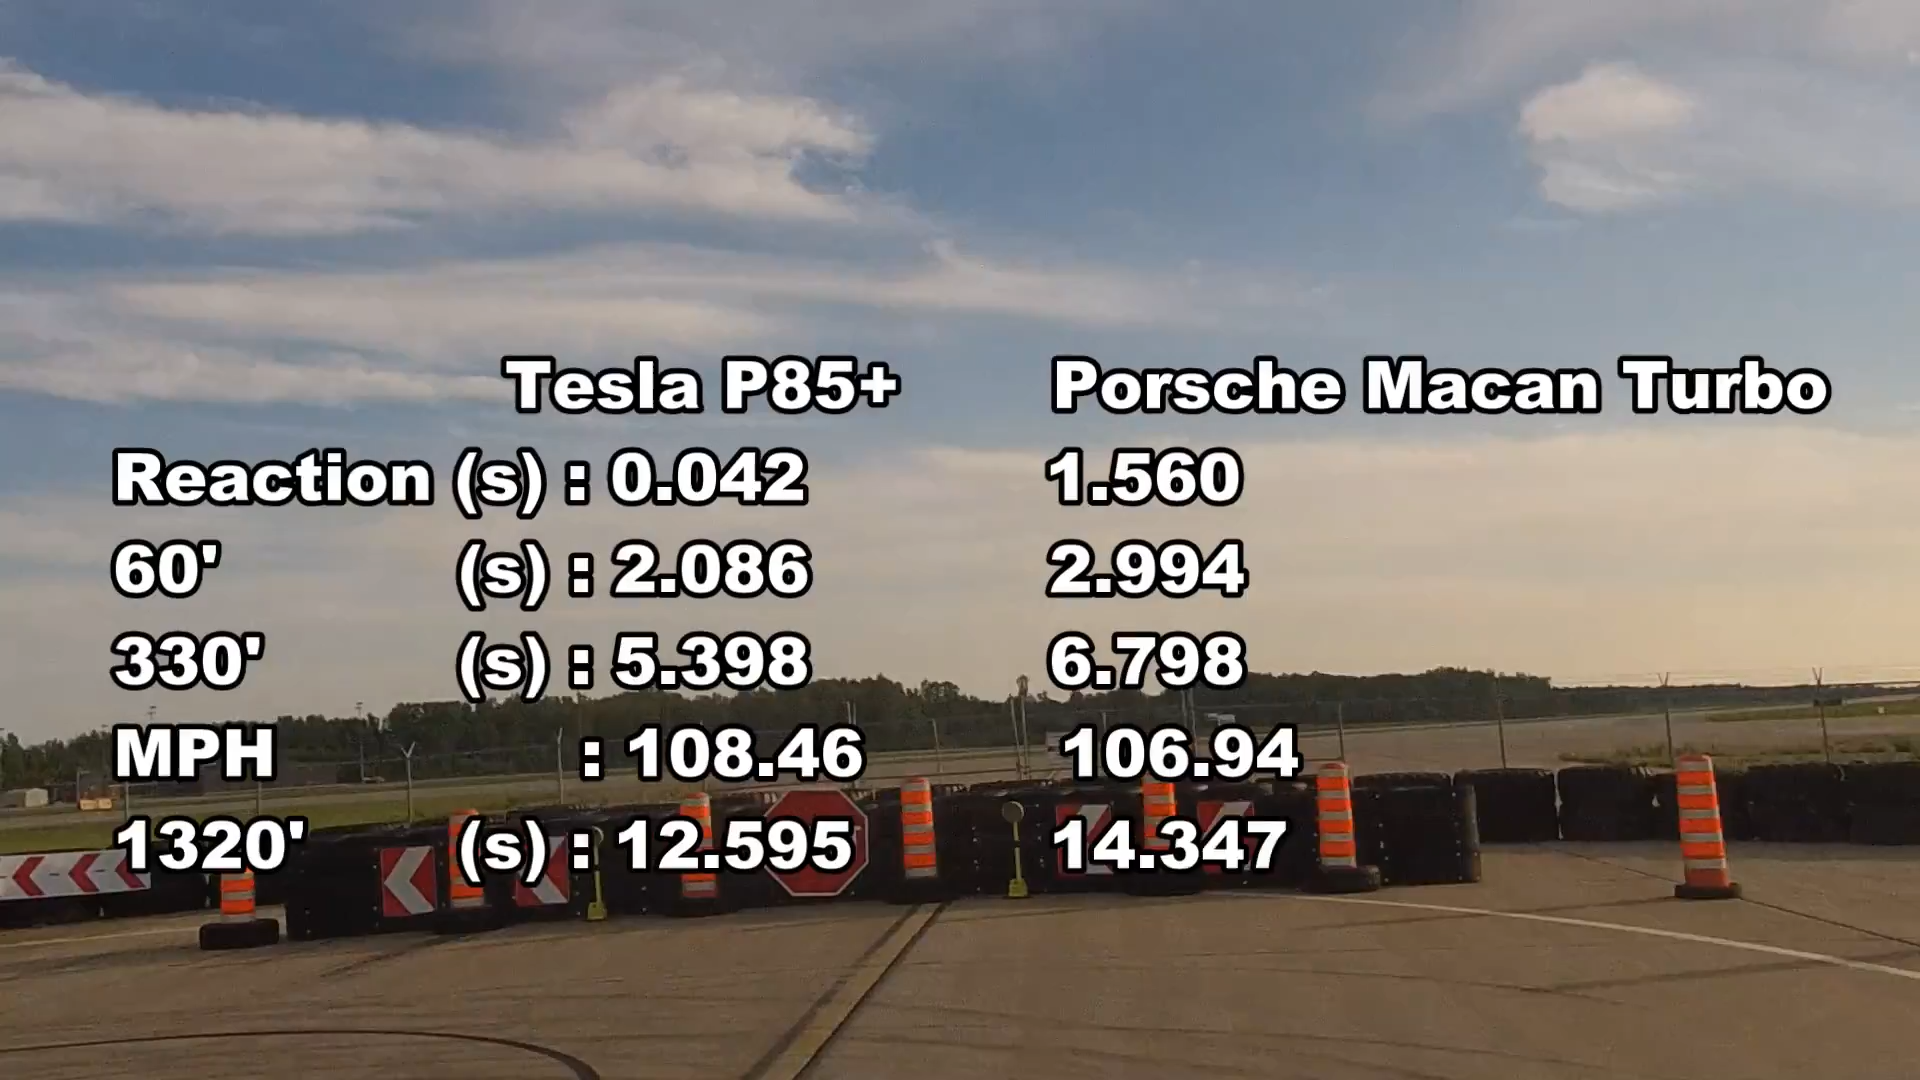 Tesla P85+ Porsche Macan Turbo
Reaction (s) : 0.042 1.560
60' (s) : 2.086 2.994
330' (s) : 5.398 6.798
MPH : 108.46 106.94
1320' (s) : 12.595 14.347